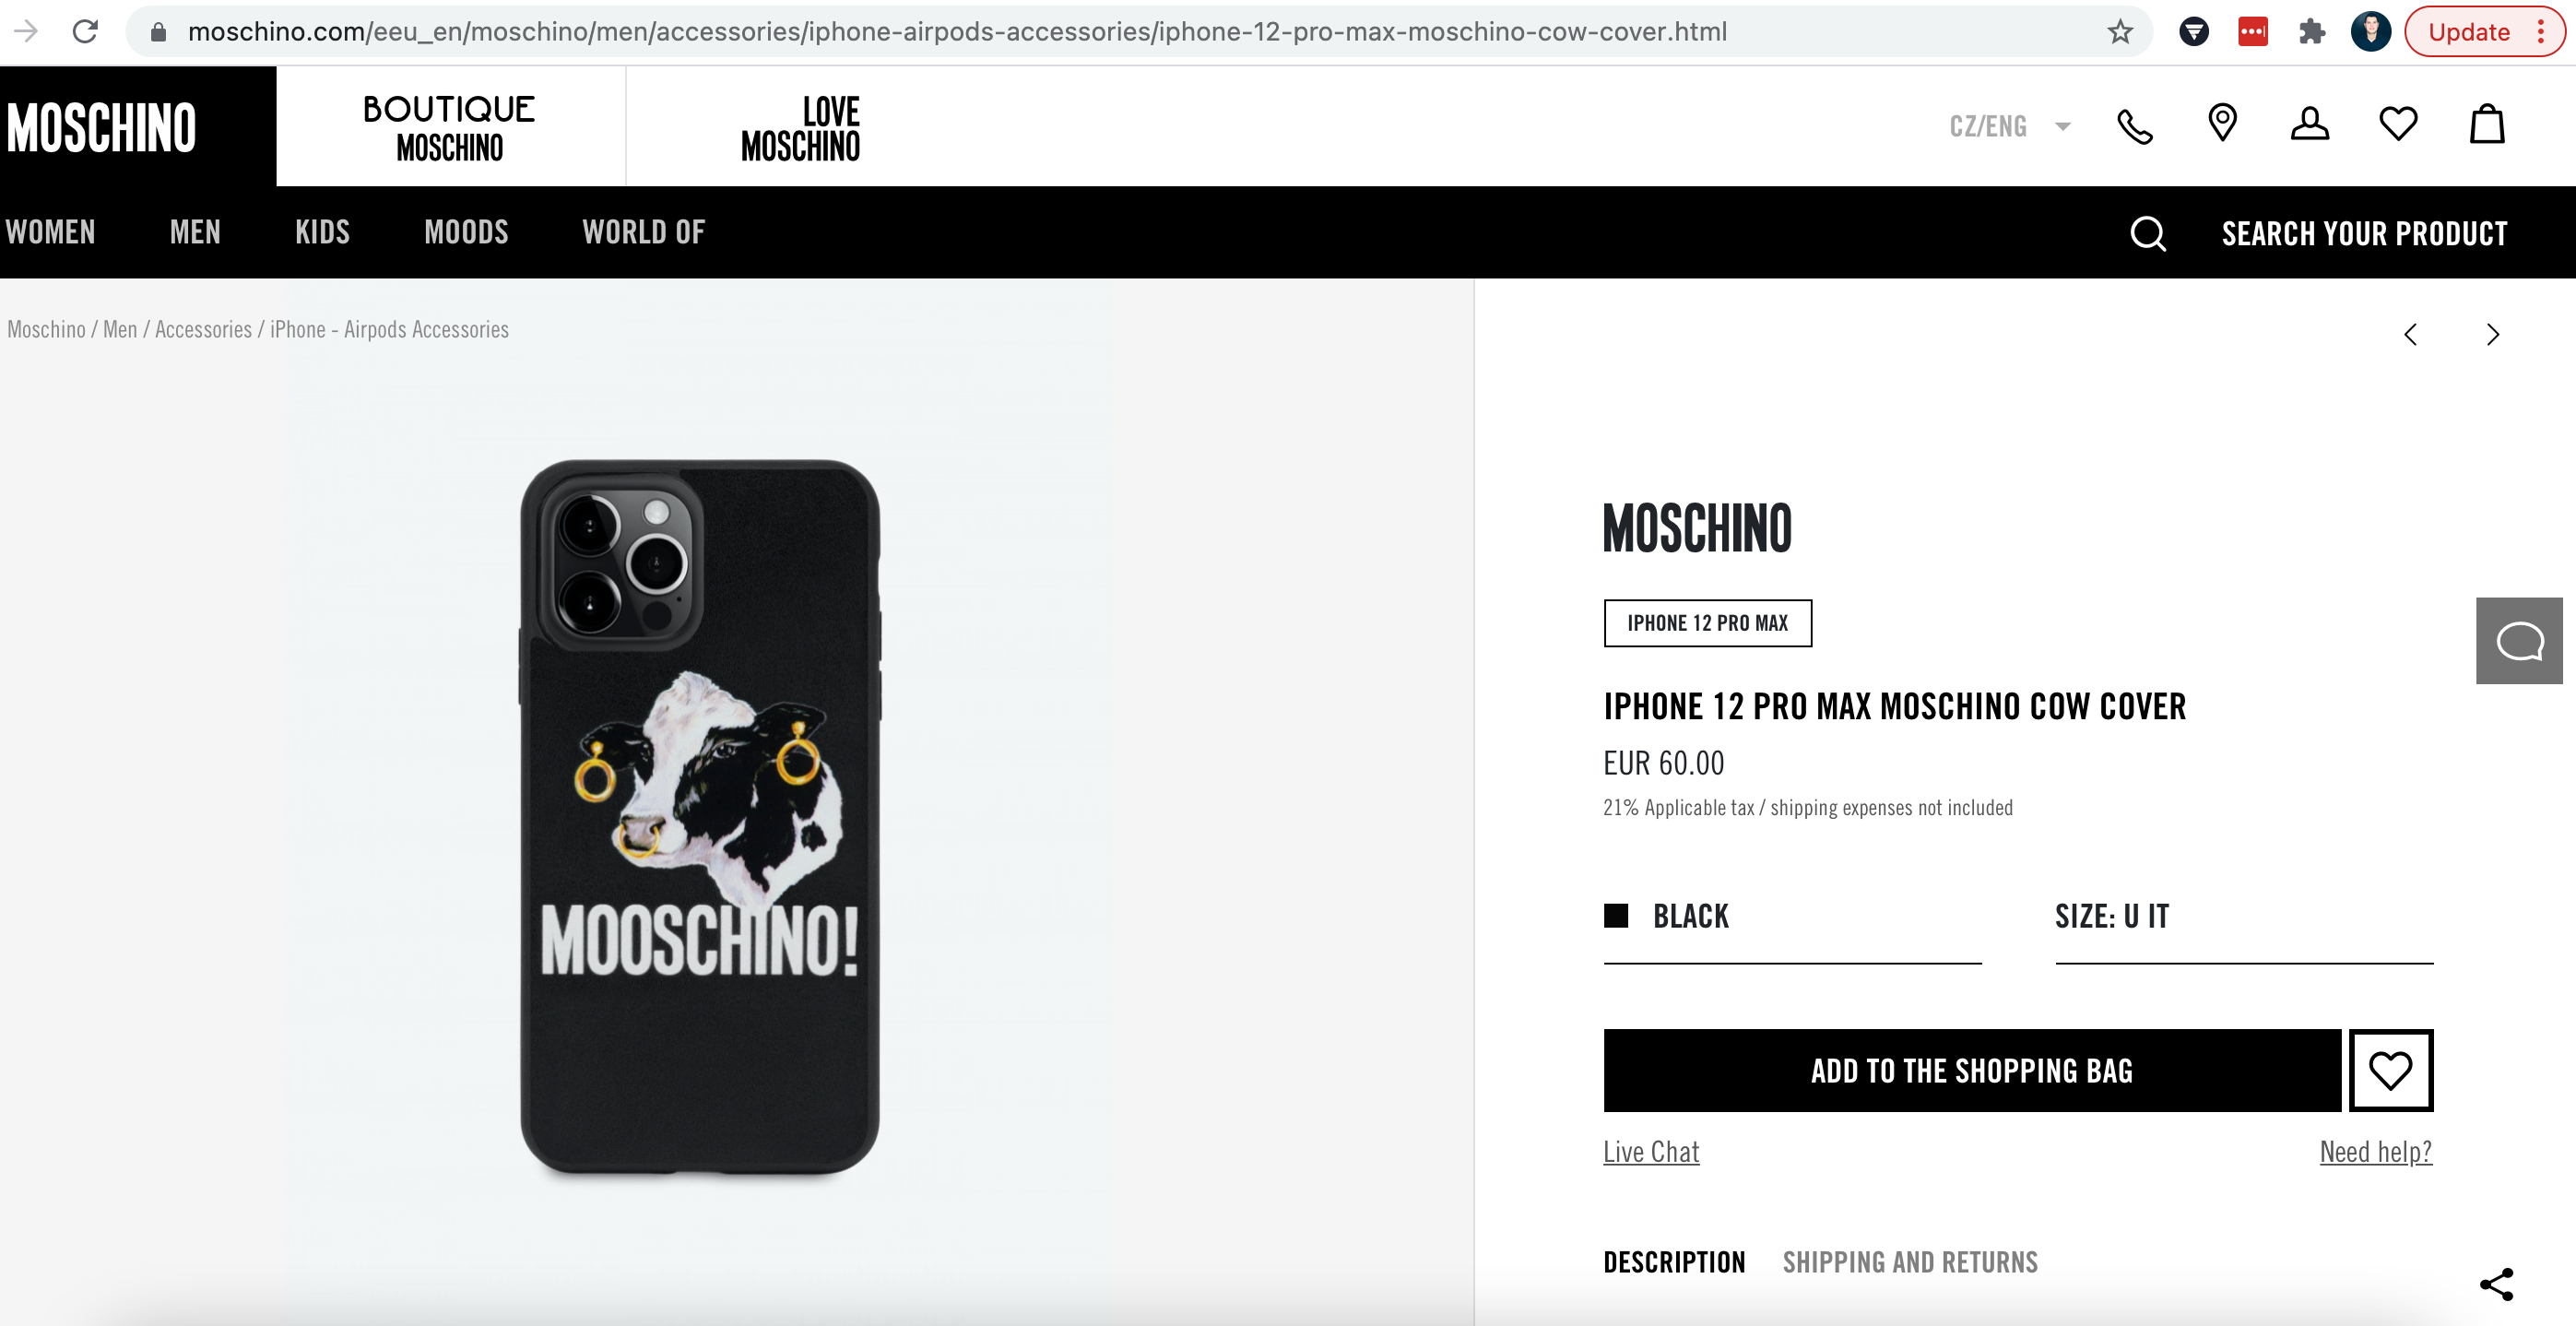 moschino.com/eeu_en/moschino/men/accessories/iphone-airpods-accessories/iphone-12-pro-max-moschino-cow-cover.html
Update
MOSCHINO
BOUTIQUE
MOSCHINO
LOVE
MOSCHINO
CZ/ENG
WOMEN MEN KIDS MOODS WORLD OF
SEARCH YOUR PRODUCT
Moschino / Men / Accessories / iPhone - Airpods Accessories
MOOSCHINO!
MOSCHINO
IPHONE 12 PRO MAX
IPHONE 12 PRO MAX MOSCHINO COW COVER
EUR 60.00
21% Applicable tax / shipping expenses not included
BLACK
SIZE: U IT
ADD TO THE SHOPPING BAG
Live Chat
Need help?
DESCRIPTION SHIPPING AND RETURNS